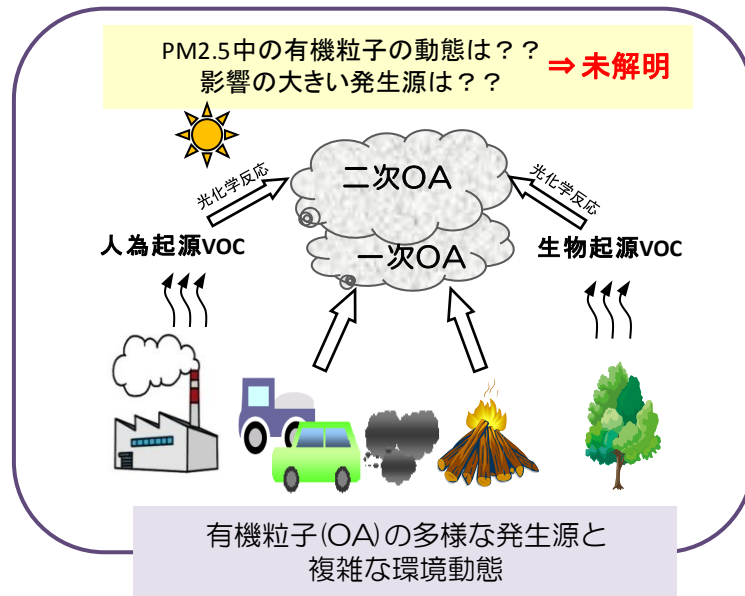 PM2.5中の有機粒子の動態は？？
影響の大きい発生源は？？
⇒未解明
光化学反応
二次OA
光化学反応
人為起源VOC
一次OA
生物起源VOC
有機粒子(OA)の多様な発生源と
複雑な環境動態